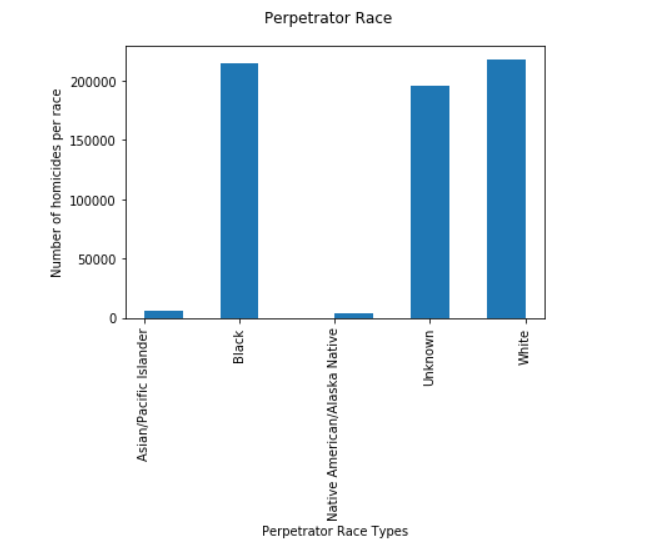 Perpetrator Race
Number of homicides per race
200000
150000
100000
50000
0
Asian/Pacific Islander
Black
Native American/Alaska Native
Unknown
White
Perpetrator Race Types